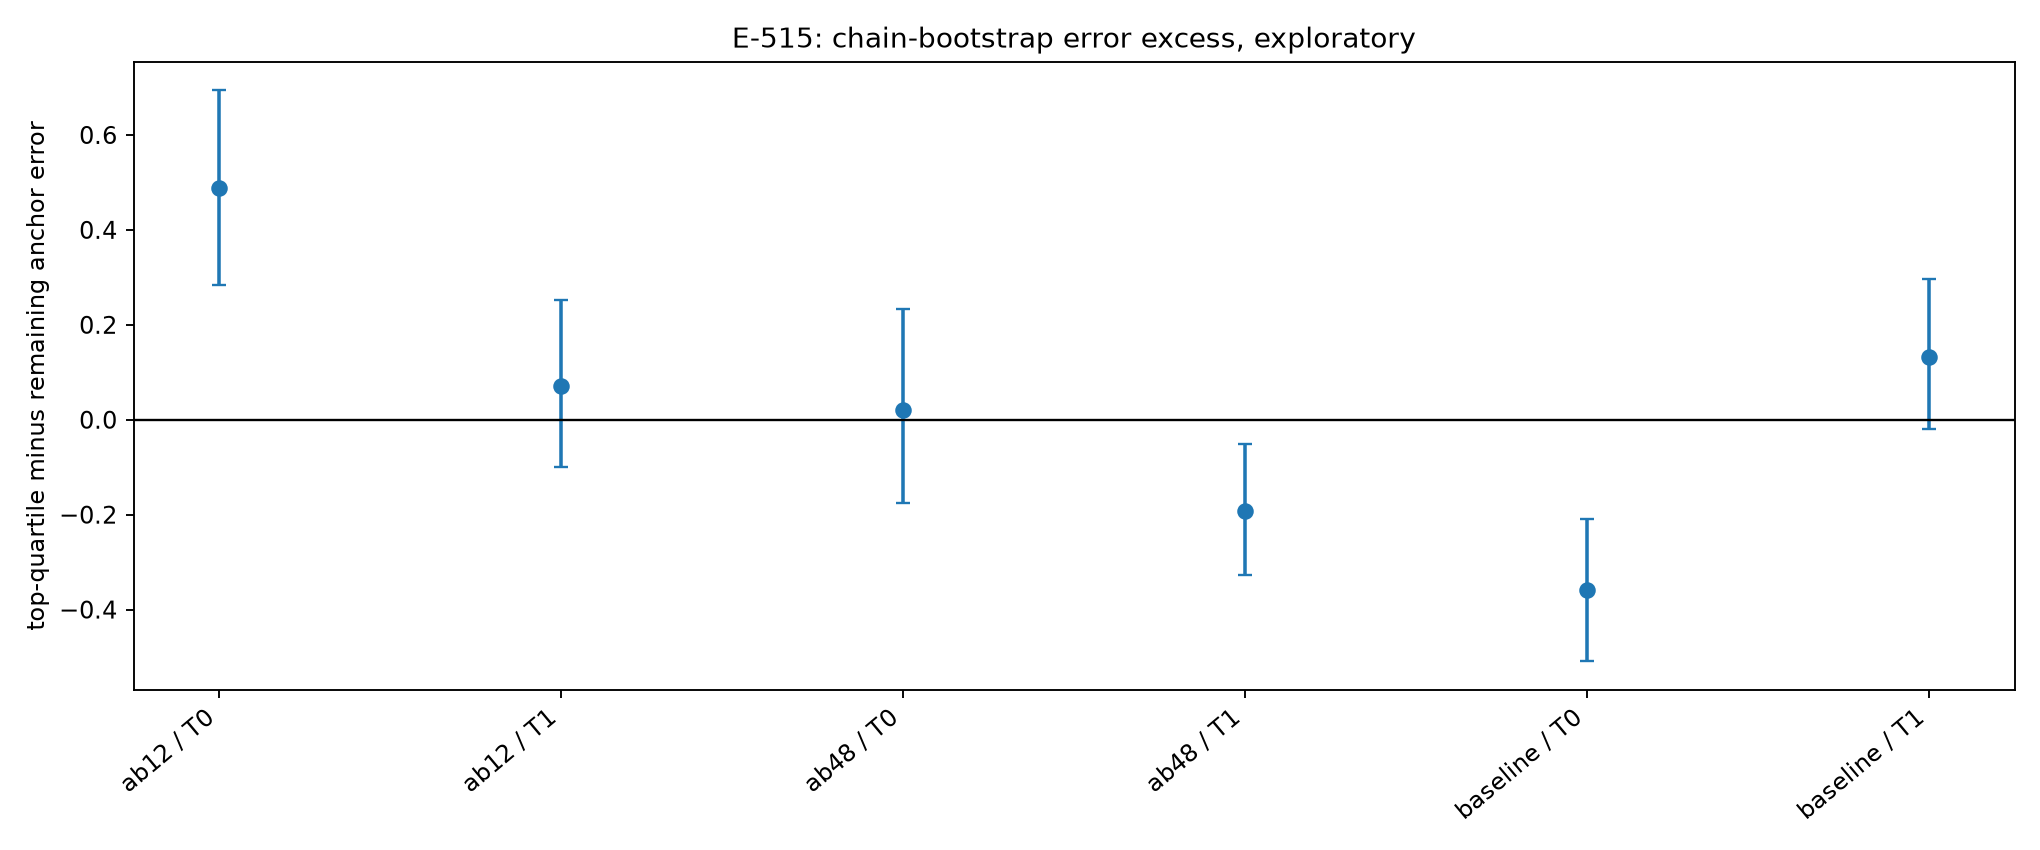 E-515: chain-bootstrap error excess, exploratory
top-quartile minus remaining anchor error
0.6
0.4
0.2
0.0
−0.2
−0.4
ab12 / T0
ab12 / T1
ab48 / T0
ab48 / T1
baseline / T0
baseline / T1